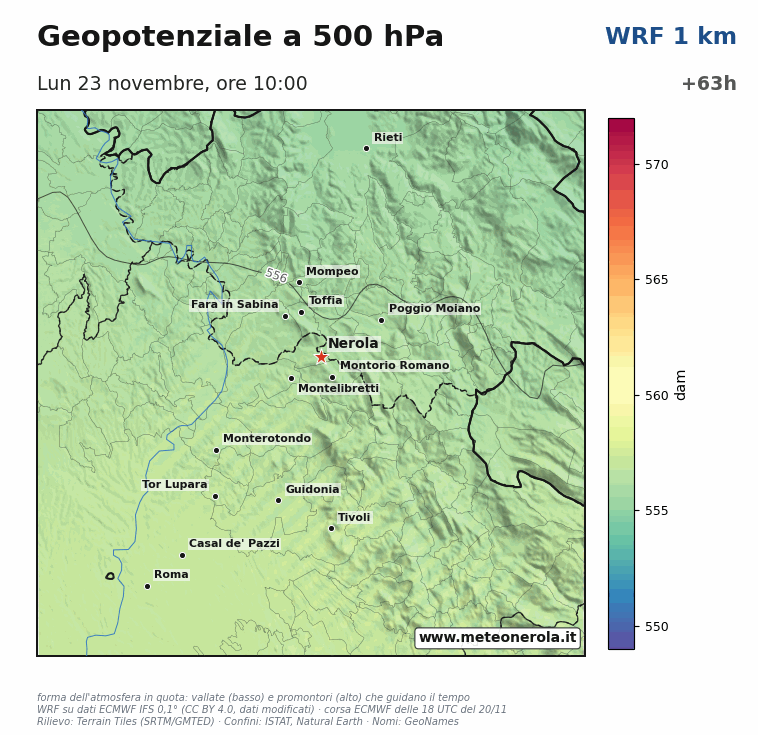 Geopotenziale a 500 hPa
WRF 1 km
Lun 23 novembre, ore 10:00
+63h
Rieti
570
556
Mompeo
565
Fara in Sabina
Toffia
Poggio Moiano
Nerola
Montorio Romano
Montelibretti
560
dam
Monterotondo
Tor Lupara
Guidonia
555
Tivoli
Casal de' Pazzi
Roma
550
www.meteonerola.it
forma dell'atmosfera in quota: vallate (basso) e promontori (alto) che guidano il tempo
WRF su dati ECMWF IFS 0,1° (CC BY 4.0, dati modificati) · corsa ECMWF delle 18 UTC del 20/11
Rilievo: Terrain Tiles (SRTM/GMTED) · Confini: ISTAT, Natural Earth · Nomi: GeoNames